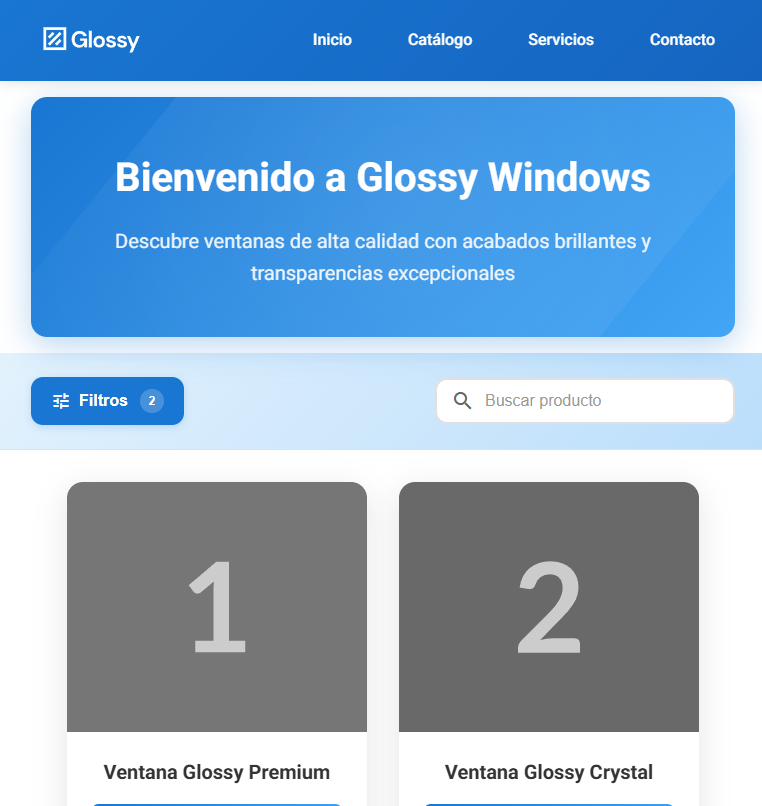 Glossy
Inicio
Catálogo
Servicios
Contacto
Bienvenido a Glossy Windows
Descubre ventanas de alta calidad con acabados brillantes y
transparencias excepcionales
Filtros 2
Buscar producto
1
2
Ventana Glossy Premium
Ventana Glossy Crystal